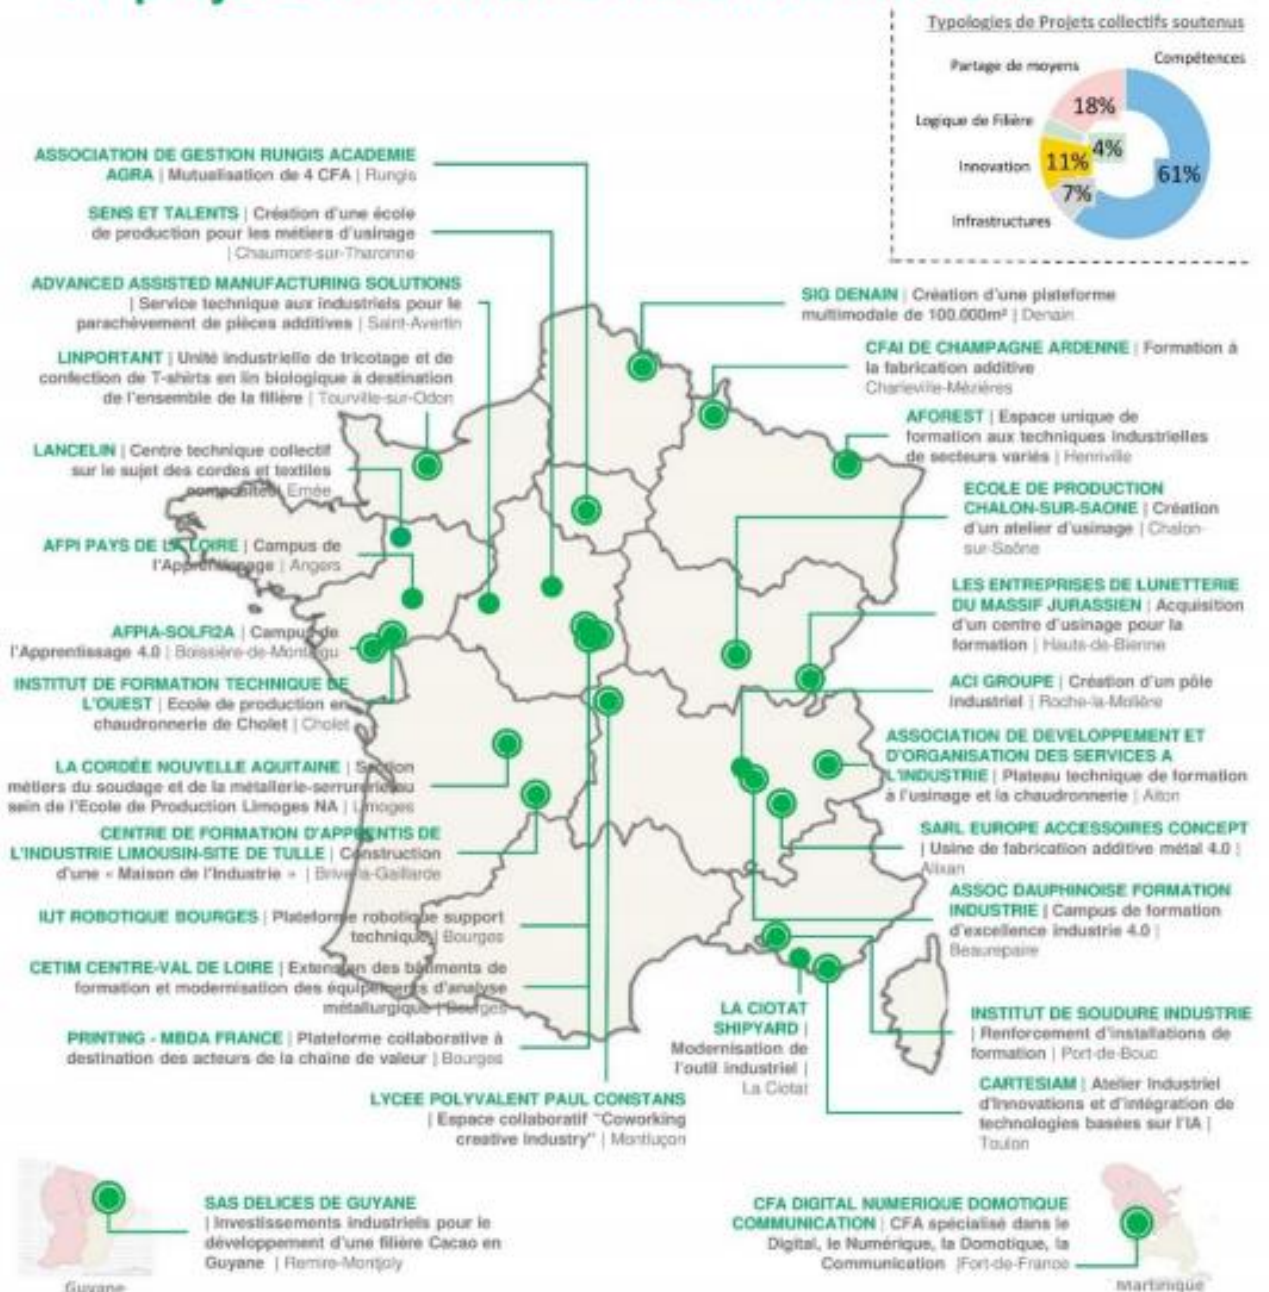 Typologies de Projets collectifs soutenus
Compétences
Partage de moyens
18%
Logique de Filière
4%
Innovation
11%
61%
7%
Infrastructures
ASSOCIATION DE GESTION RUNGIS ACADEMIE
AGRA | Mutualisation de 4 CFA | Rungis
SENS ET TALENTS | Création d'une école
de production pour les métiers d'usinage
| Chaumont-sur-Tharonne
ADVANCED ASSISTED MANUFACTURING SOLUTIONS
| Service technique aux industriels pour le
parachèvement de pièces additives | Saint-Avertin
LINPORTANT | Unité industrielle de tricotage et de
confection de T-shirts en lin biologique à destination
de l'ensemble de la filière | Tourville-sur-Odon
LANCELIN | Centre technique collectif
sur le sujet des cordes et textiles
composites | Ernée
AFPI PAYS DE LA LOIRE | Campus de
l'Apprentissage | Angers
AFPIA-SOLFI2A | Campus de
l'Apprentissage 4.0 | Boissière-de-Montaigu
INSTITUT DE FORMATION TECHNIQUE DE
L'OUEST | Ecole de production en
chaudronnerie de Cholet | Cholet
LA CORDÉE NOUVELLE AQUITAINE | Section
métiers du soudage et de la métallerie-serrurerie au
sein de l'Ecole de Production Limoges NA | Limoges
CENTRE DE FORMATION D'APPRENTIS DE
L'INDUSTRIE LIMOUSIN-SITE DE TULLE | Construction
d'une « Maison de l'Industrie » | Brive-la-Gaillarde
IUT ROBOTIQUE BOURGES | Plateforme robotique support
technique | Bourges
CETIM CENTRE-VAL DE LOIRE | Extension des bâtiments de
formation et modernisation des équipements d'analyse
métallurgique | Bourges
PRINTING - MBDA FRANCE | Plateforme collaborative à
destination des acteurs de la chaîne de valeur | Bourges
LYCEE POLYVALENT PAUL CONSTANS
| Espace collaboratif "Coworking
creative Industry" | Montluçon
SIG DENAIN | Création d'une plateforme
multimodale de 100.000m² | Denain
CFAI DE CHAMPAGNE ARDENNE | Formation à
la fabrication additive
Charleville-Mézières
AFOREST | Espace unique de
formation aux techniques industrielles
de secteurs variés | Henriville
ECOLE DE PRODUCTION
CHALON-SUR-SAONE | Création
d'un atelier d'usinage | Chalon-
sur-Saône
LES ENTREPRISES DE LUNETTERIE
DU MASSIF JURASSIEN | Acquisition
d'un centre d'usinage pour la
formation | Hauts-de-Bienne
ACI GROUPE | Création d'un pôle
industriel | Roche-la-Molière
ASSOCIATION DE DEVELOPPEMENT ET
D'ORGANISATION DES SERVICES A
L'INDUSTRIE | Plateau technique de formation
à l'usinage et la chaudronnerie | Aiton
SARL EUROPE ACCESSOIRES CONCEPT
| Usine de fabrication additive métal 4.0 |
Alixan
ASSOC DAUPHINOISE FORMATION
INDUSTRIE | Campus de formation
d'excellence industrie 4.0 |
Beaurepaire
LA CIOTAT
SHIPYARD |
Modernisation de
l'outil industriel |
La Ciotat
INSTITUT DE SOUDURE INDUSTRIE
| Renforcement d'installations de
formation | Port-de-Bouc
CARTESIAM | Atelier Industriel
d'Innovations et d'intégration de
technologies basées sur l'IA |
Toulon
SAS DELICES DE GUYANE
| Investissements industriels pour le
développement d'une filière Cacao en
Guyane | Remire-Montjoly
Guyane
CFA DIGITAL NUMERIQUE DOMOTIQUE
COMMUNICATION | CFA spécialisé dans le
Digital, le Numérique, la Domotique, la
Communication |Fort-de-France
Martinique